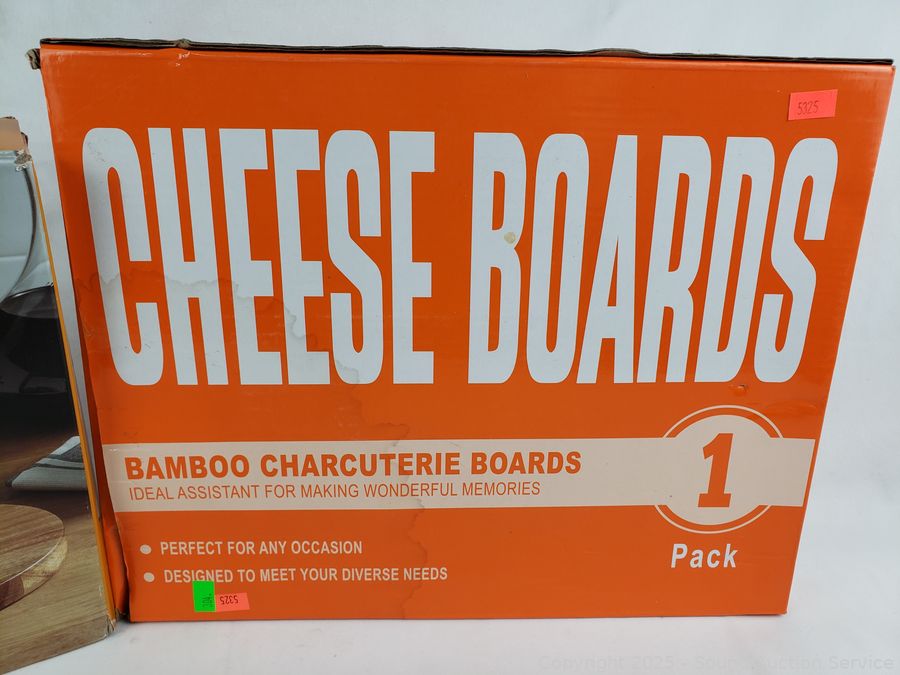 5325
CHEESE BOARDS
BAMBOO CHARCUTERIE BOARDS
IDEAL ASSISTANT FOR MAKING WONDERFUL MEMORIES
1
Pack
PERFECT FOR ANY OCCASION
DESIGNED TO MEET YOUR DIVERSE NEEDS
5325
Copyright 2025 - Sound Auction Service